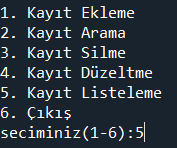 1. Kayıt Ekleme
2. Kayıt Arama
3. Kayıt Silme
4. Kayıt Düzeltme
5. Kayıt Listeleme
6. Çıkış
seciminiz(1-6):5